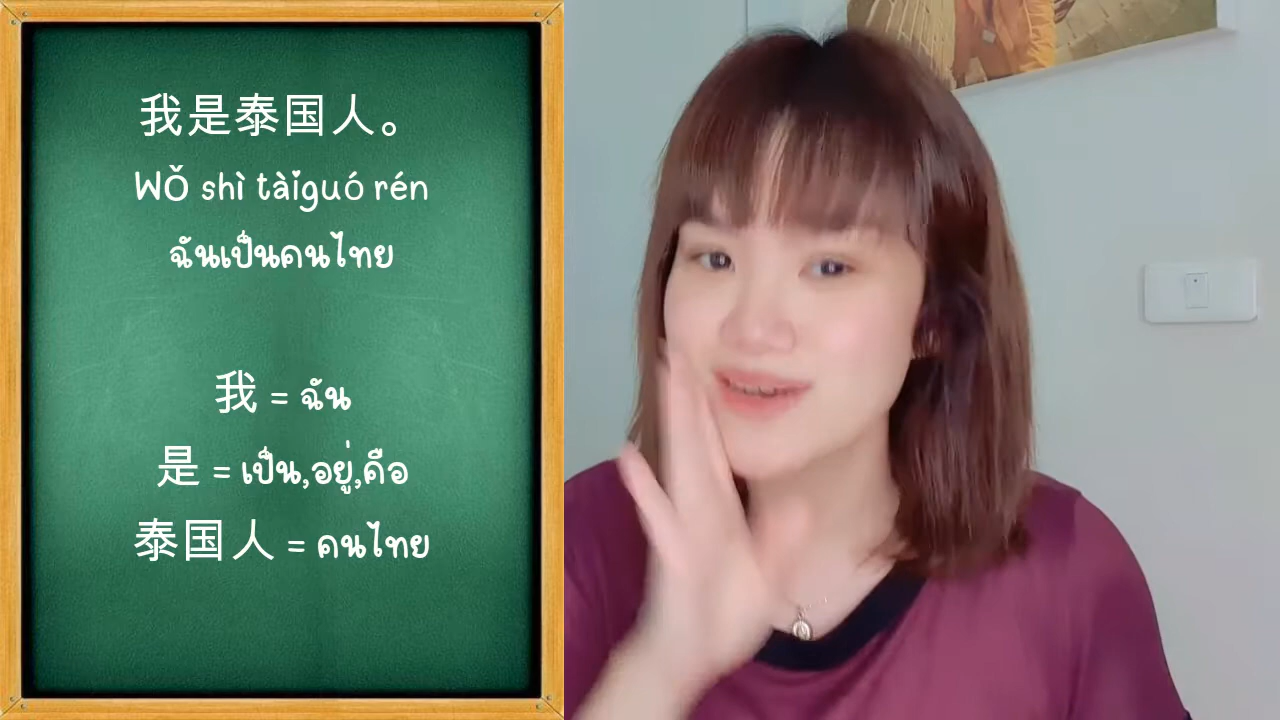 我是泰国人。
Wǒ shì tàiguó rén
ฉันเป็นคนไทย
我 = ฉัน
是 = เป็น,อยู่,คือ
泰国人 = คนไทย